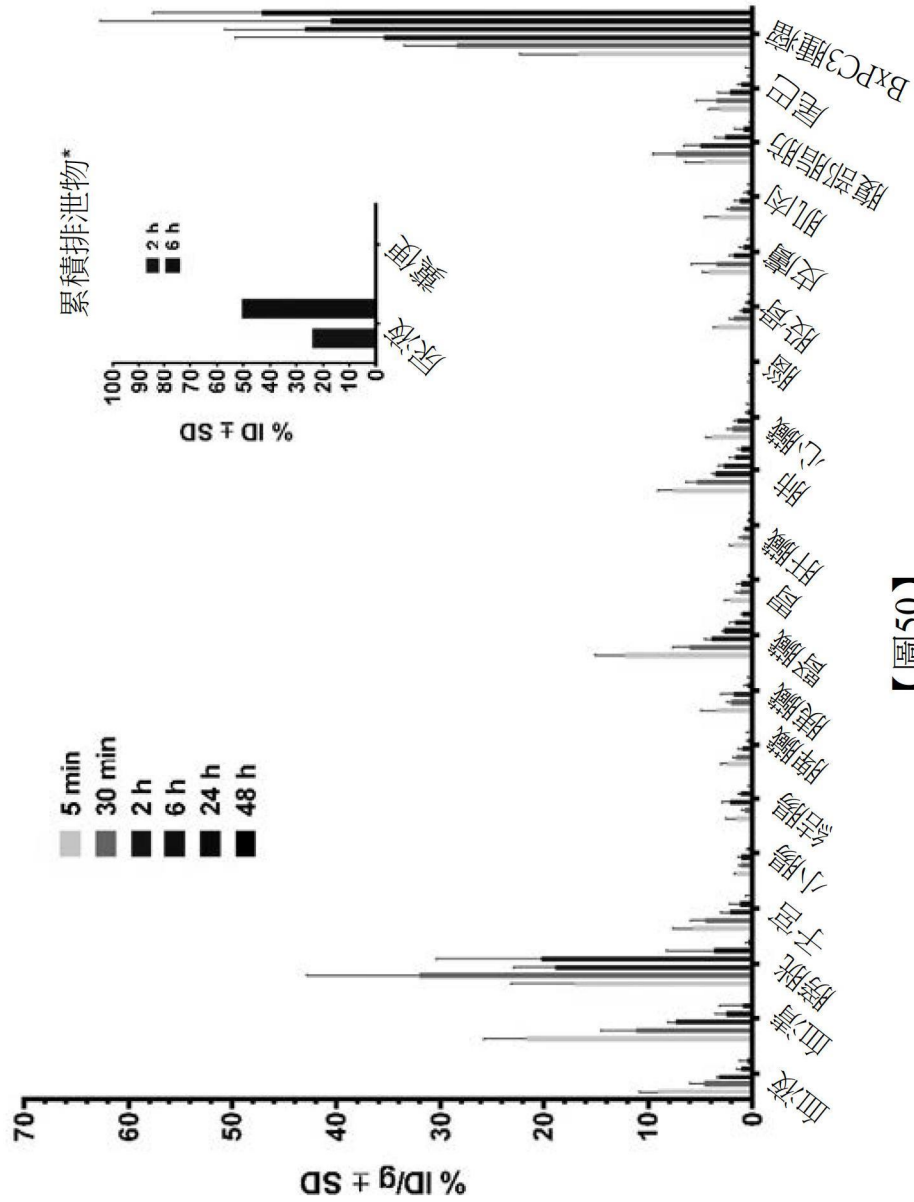 70
60
50
40
30
20
10
0
% ID/g ± SD
5 min
30 min
2 h
6 h
24 h
48 h
累積排泄物*
2 h
6 h
100
90
80
70
60
50
40
30
20
10
0
% ID ± SD
尿液
糞便
血液
血清
膀胱
子宮
小腸
結腸
脾臟
胰臟
腎臟
胃
肝臟
肺
心臟
腦
股骨
皮膚
肌肉
腹部脂肪
尾巴
BxPC3腫瘤
【圖50】